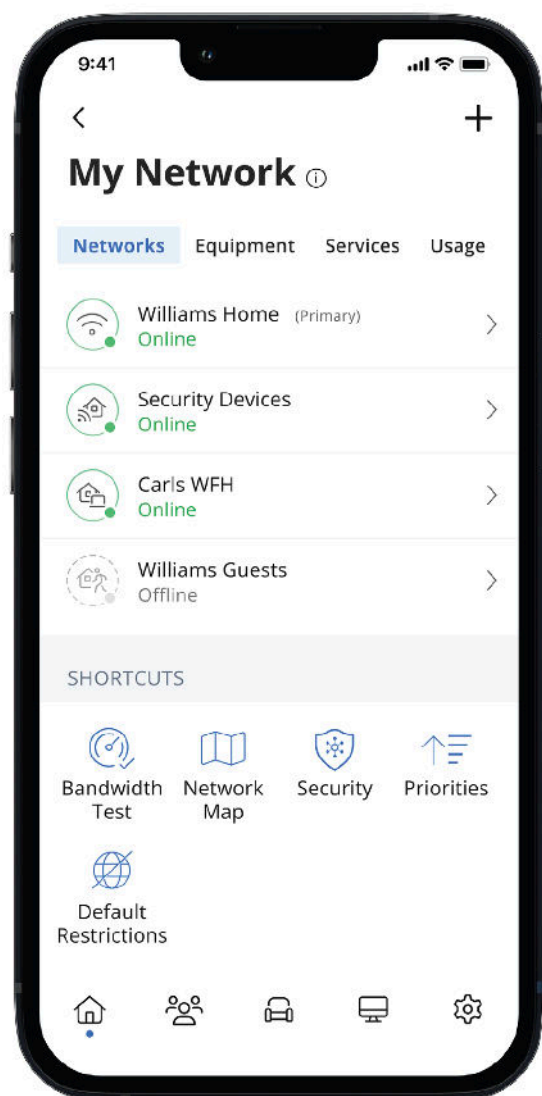 9:41
My Network
Networks Equipment Services Usage
Williams Home (Primary)
Online
Security Devices
Online
Carls WFH
Online
Williams Guests
Offline
SHORTCUTS
Bandwidth Network Security Priorities
Test Map
Default
Restrictions